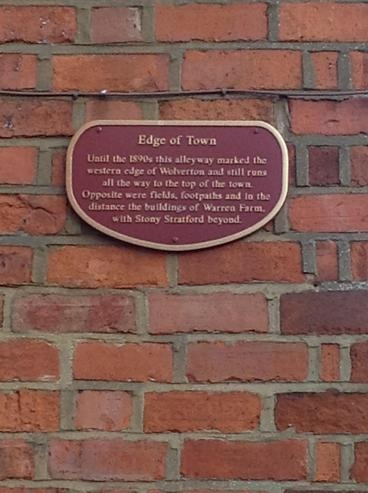 Edge of Town
Until the 1890s this alleyway marked the
western edge of Wolverton and still runs
all the way to the top of the town.
Opposite were fields, footpaths and in the
distance the buildings of Warren Farm,
with Stony Stratford beyond.